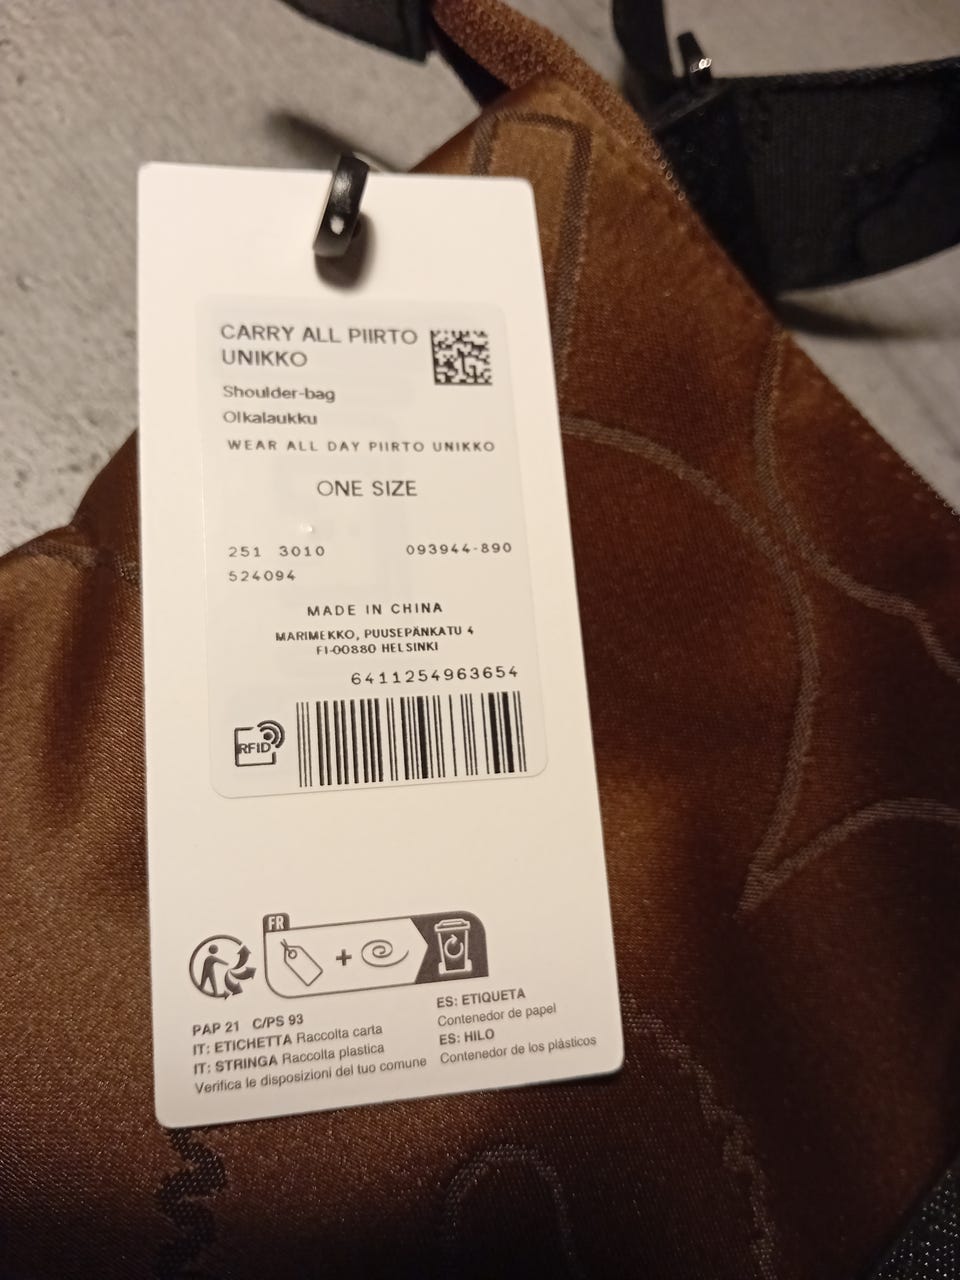 CARRY ALL PIIRTO
UNIKKO
Shoulder-bag
Olkalaukku
WEAR ALL DAY PIIRTO UNIKKO
ONE SIZE
251 3010 093944-890
524094
MADE IN CHINA
MARIMEKKO, PUUSEPÄNKATU 4
FI-00880 HELSINKI
6411254963654
RFID
FR
+
PAP 21 C/PS 93
IT: ETICHETTA Raccolta carta
IT: STRINGA Raccolta plastica
Verifica le disposizioni del tuo comune
ES: ETIQUETA
Contenedor de papel
ES: HILO
Contenedor de los plásticos